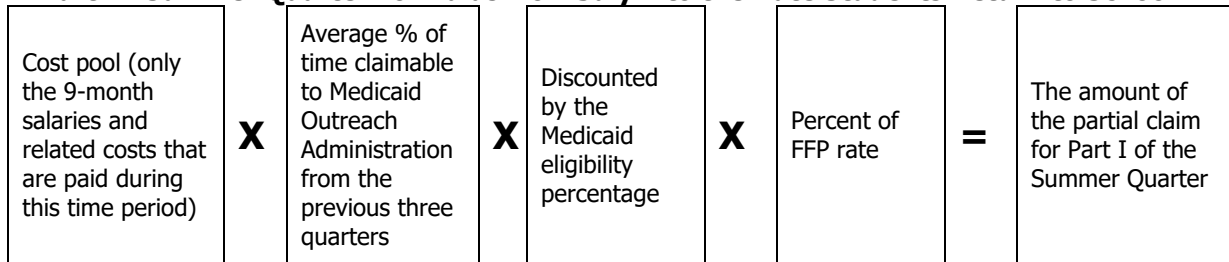 Cost pool (only
the 9-month
salaries and
related costs that
are paid during
this time period)
X
Average % of
time claimable
to Medicaid
Outreach
Administration
from the
previous three
quarters
X
Discounted
by the
Medicaid
eligibility
percentage
X
Percent of
FFP rate
=
The amount of
the partial claim
for Part I of the
Summer Quarter